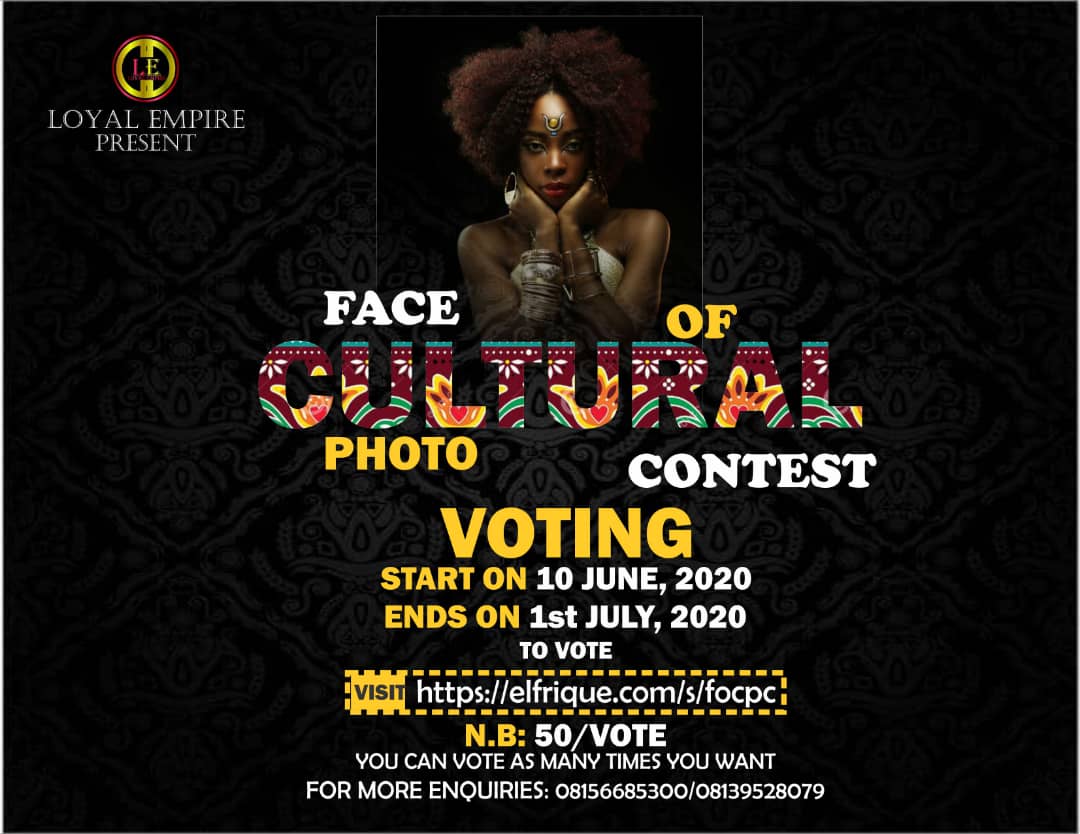 LE
LOYAL EMPIRE
PRESENT
FACE OF
CULTURAL
PHOTO CONTEST
VOTING
START ON 10 JUNE, 2020
ENDS ON 1st JULY, 2020
TO VOTE
VISIT https://elfrique.com/s/focpc
N.B: 50/VOTE
YOU CAN VOTE AS MANY TIMES YOU WANT
FOR MORE ENQUIRIES: 08156685300/08139528079